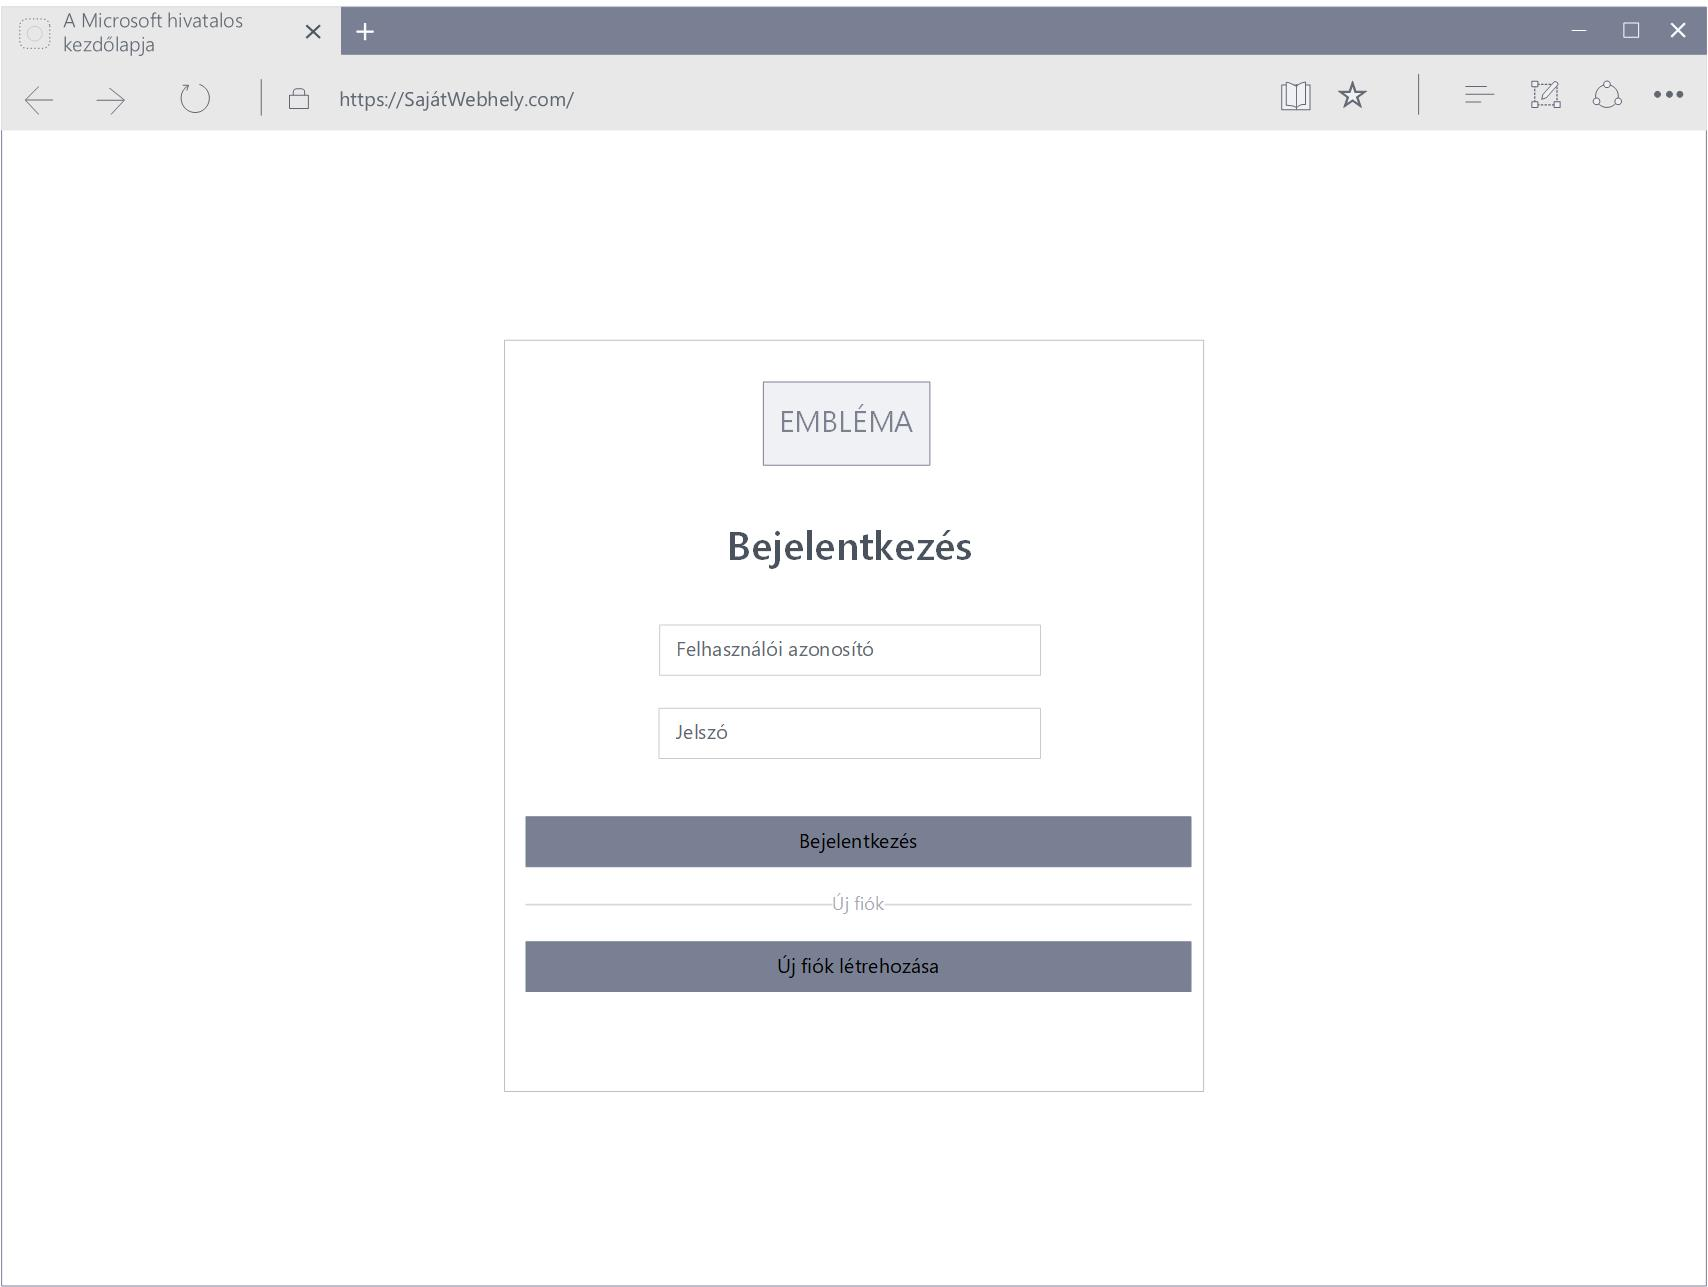 A Microsoft hivatalos
kezdőlapja
https://SajátWebhely.com/
EMBLÉMA
Bejelentkezés
Felhasználói azonosító
Jelszó
Bejelentkezés
Új fiók
Új fiók létrehozása